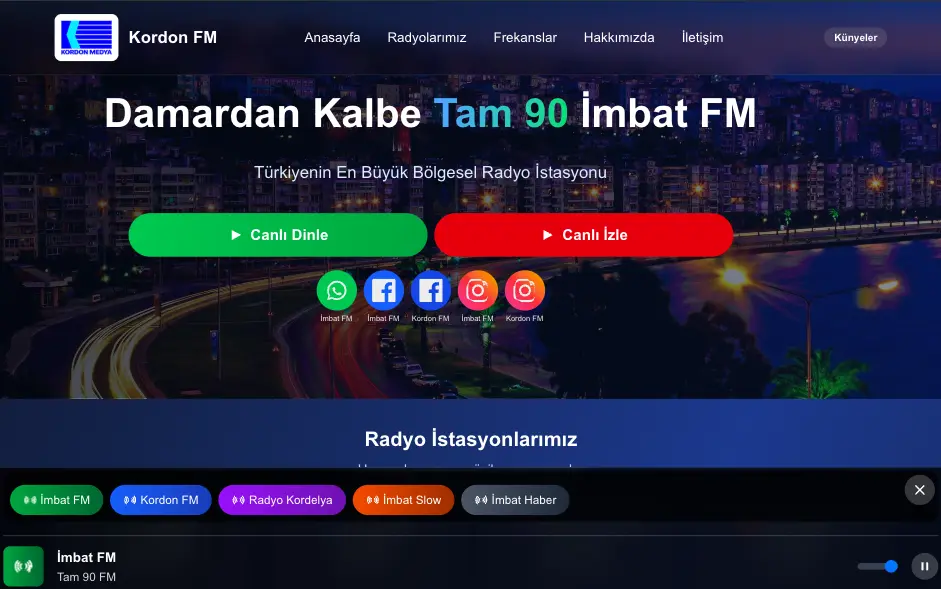 KORDON MEDYA
Kordon FM
Anasayfa
Radyolarımız
Frekanslar
Hakkımızda
İletişim
Künyeler
Damardan Kalbe Tam 90 İmbat FM
Türkiyenin En Büyük Bölgesel Radyo İstasyonu
Canlı Dinle
Canlı İzle
İmbat FM
İmbat FM
Kordon FM
İmbat FM
Kordon FM
Radyo İstasyonlarımız
İmbat FM
Kordon FM
Radyo Kordelya
İmbat Slow
İmbat Haber
İmbat FM
Tam 90 FM